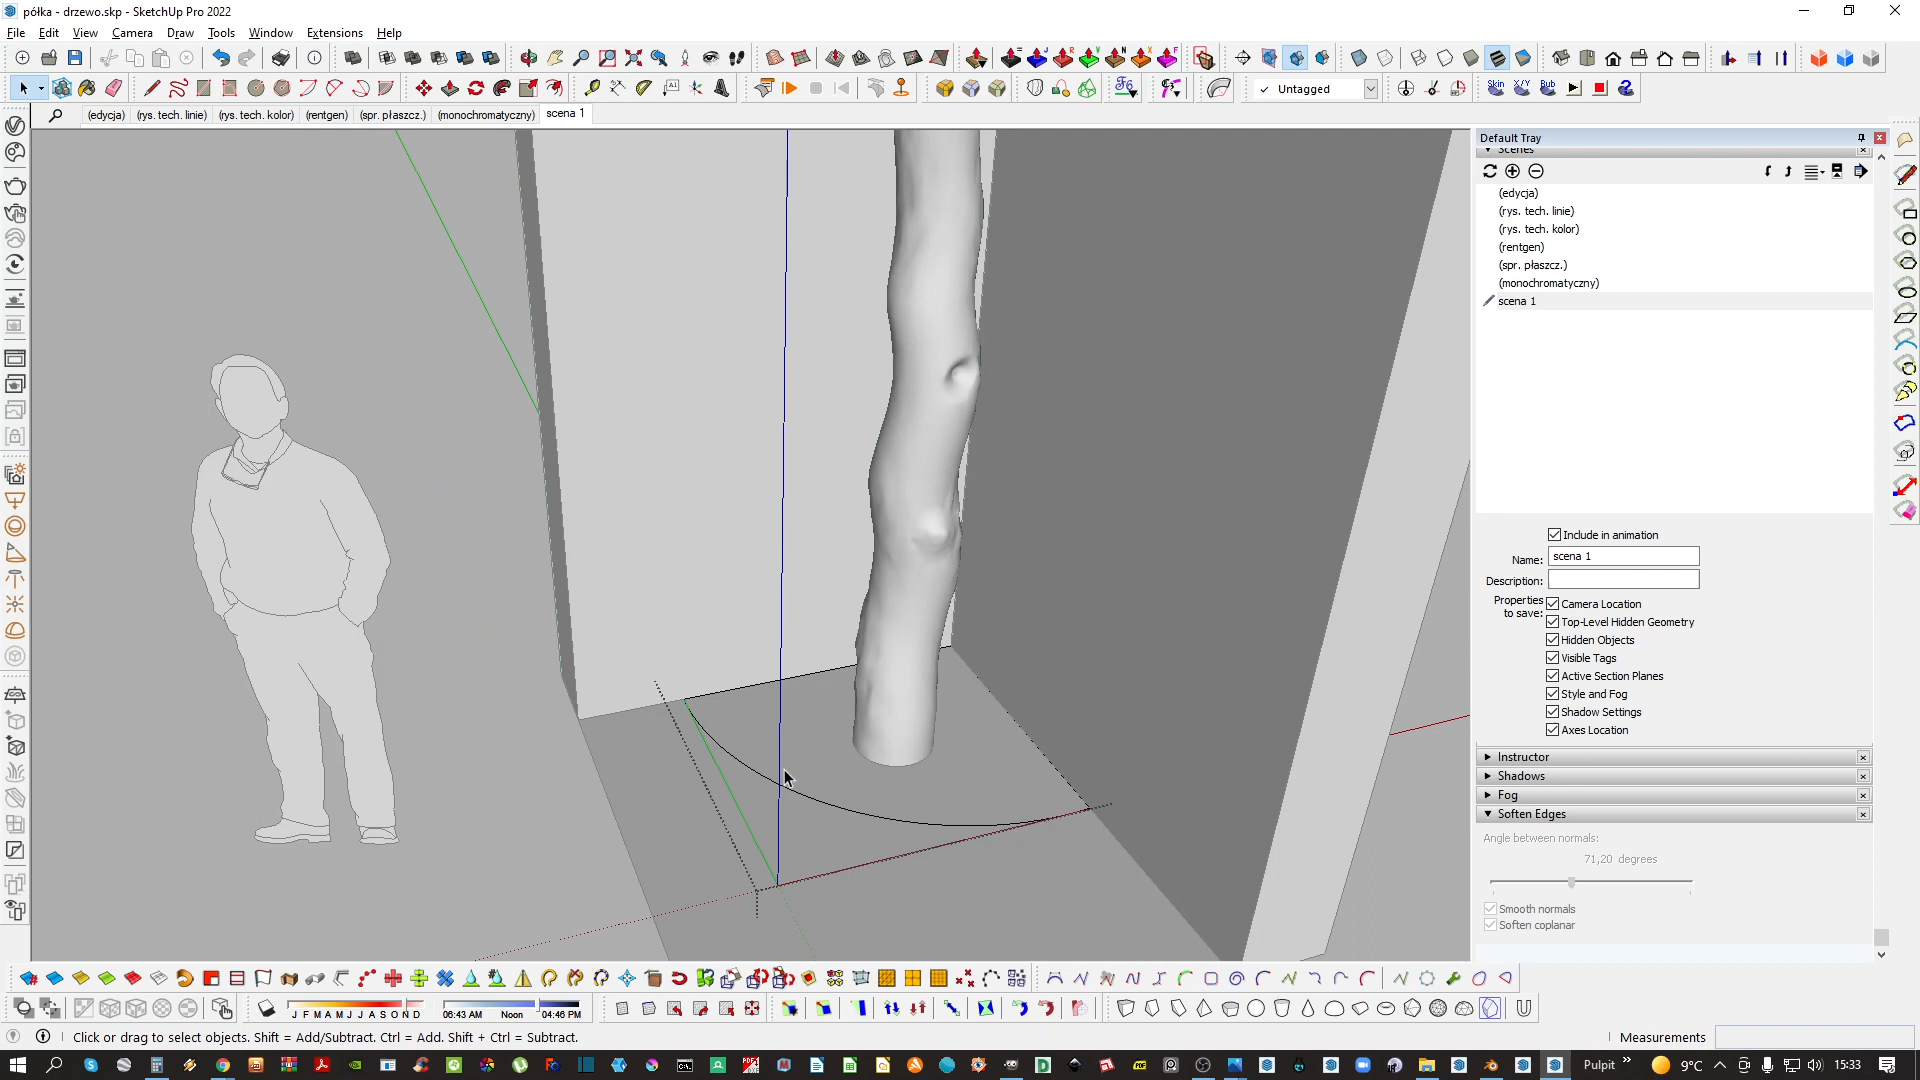 półka - drzewo.skp - SketchUp Pro 2022
File Edit View Camera Draw Tools Window Extensions Help
Untagged
Skin X/Y Bub
(edycja) (rys. tech. linie) (rys. tech. kolor) (rentgen) (spr. płaszcz.) (monochromatyczny) scena 1
Default Tray
Scenes
(edycja)
(rys. tech. linie)
(rys. tech. kolor)
(rentgen)
(spr. płaszcz.)
(monochromatyczny)
scena 1
Include in animation
Name: scena 1
Description:
Properties to save:
Camera Location
Top-Level Hidden Geometry
Hidden Objects
Visible Tags
Active Section Planes
Style and Fog
Shadow Settings
Axes Location
Instructor
Shadows
Fog
Soften Edges
Angle between normals:
71,20 degrees
Smooth normals
Soften coplanar
J F M A M J J A S O N D 06:43 AM Noon 04:46 PM
Click or drag to select objects. Shift = Add/Subtract. Ctrl = Add. Shift + Ctrl = Subtract.
Measurements
Pulpit 9°C 15:33